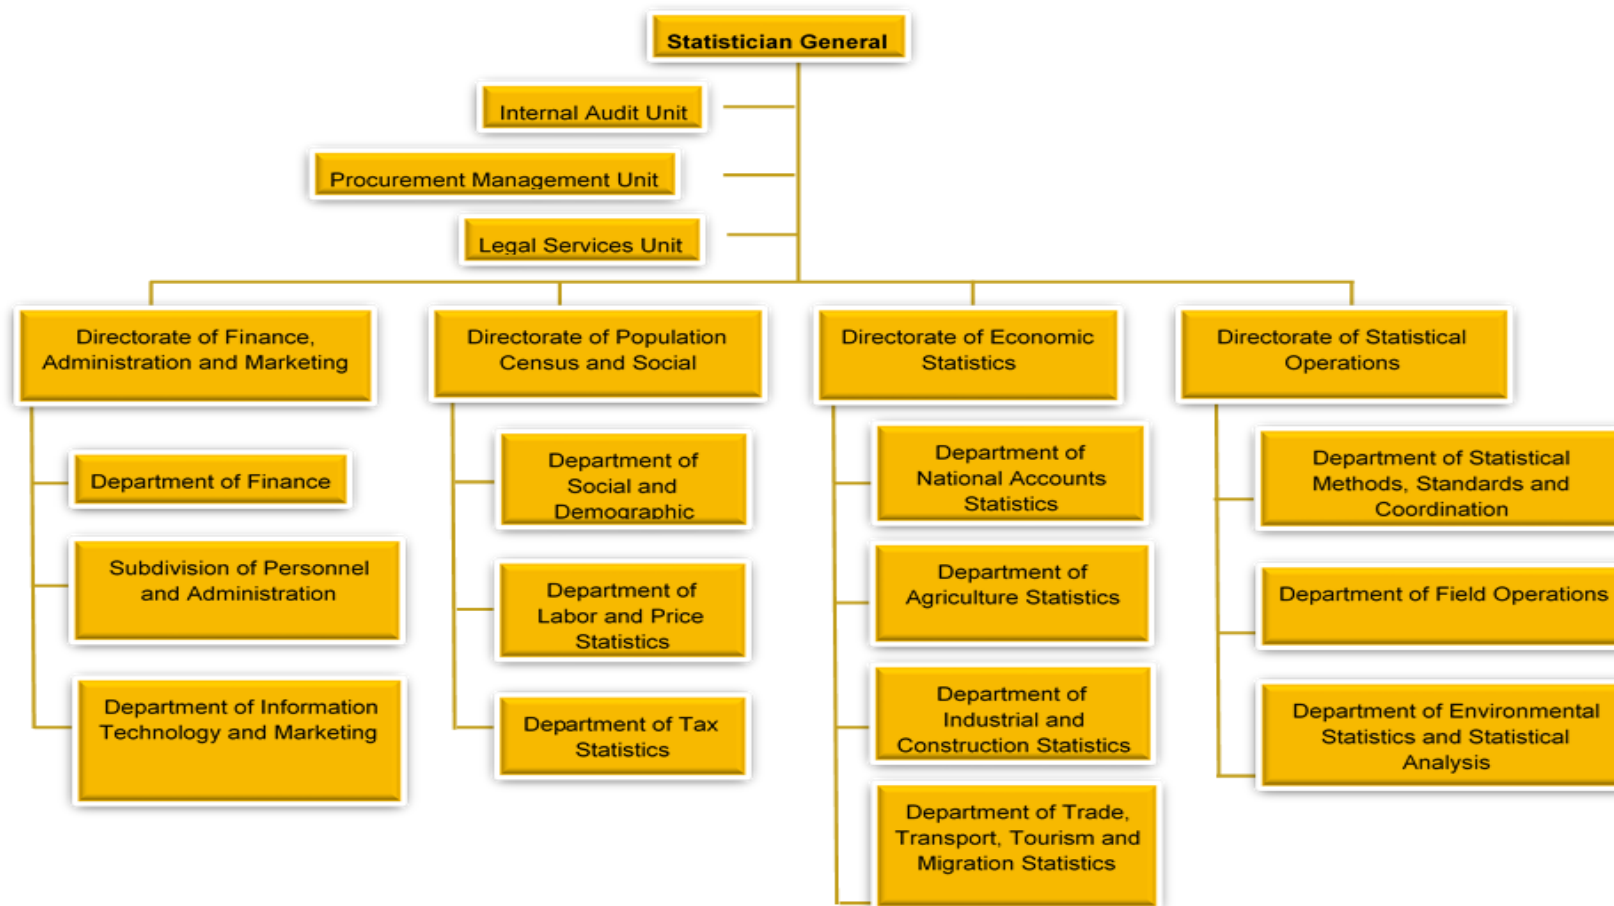 Statistician General
Internal Audit Unit
Procurement Management Unit
Legal Services Unit
Directorate of Finance,
Administration and Marketing
Directorate of Population
Census and Social
Directorate of Economic
Statistics
Directorate of Statistical
Operations
Department of Finance
Subdivision of Personnel
and Administration
Department of Information
Technology and Marketing
Department of
Social and
Demographic
Department of
Labor and Price
Statistics
Department of Tax
Statistics
Department of
National Accounts
Statistics
Department of
Agriculture Statistics
Department of
Industrial and
Construction Statistics
Department of Trade,
Transport, Tourism and
Migration Statistics
Department of Statistical
Methods, Standards and
Coordination
Department of Field Operations
Department of Environmental
Statistics and Statistical
Analysis